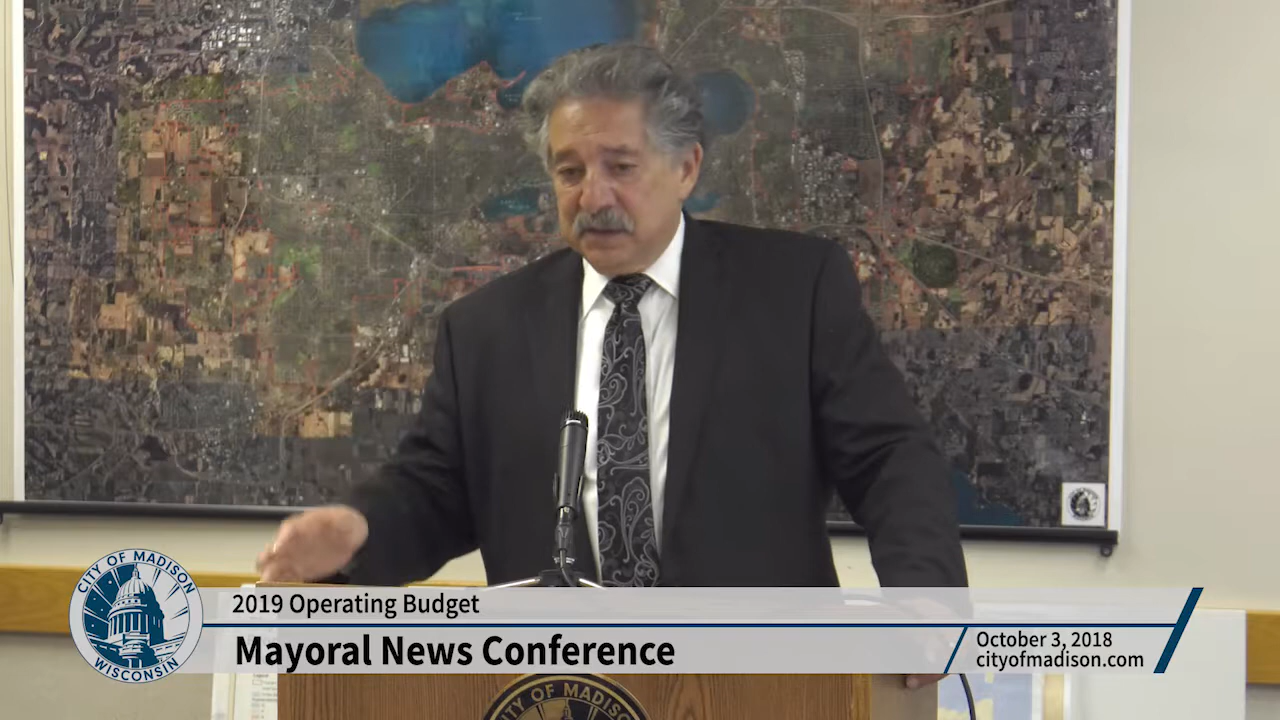 CITY OF MADISON
WISCONSIN
2019 Operating Budget
Mayoral News Conference
October 3, 2018
cityofmadison.com
CITY OF MADISON